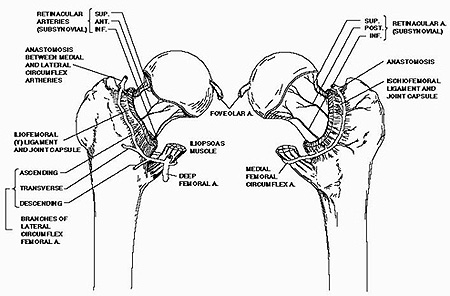 RETINACULAR
ARTERIES
(SUBSYNOVIAL)
SUP.
ANT.
INF.
ANASTOMOSIS
BETWEEN MEDIAL
AND LATERAL
CIRCUMFLEX
ARTHERIES
ILIOFEMORAL
(Y) LIGAMENT
AND JOINT CAPSULE
ASCENDING
TRANSVERSE
DESCENDING
BRANCHES OF
LATERAL
CIRCUMFLEX
FEMORAL A.
FOVEOLAR A.
ILIOPSOAS
MUSCLE
DEEP
FEMORAL A.
SUP.
POST.
INF.
RETINACULAR A.
(SUBSYNOVIAL)
ANASTOMOSIS
ISCHIOFEMORAL
LIGAMENT AND
JOINT CAPSULE
MEDIAL
FEMORAL
CIRCUMFLEX A.